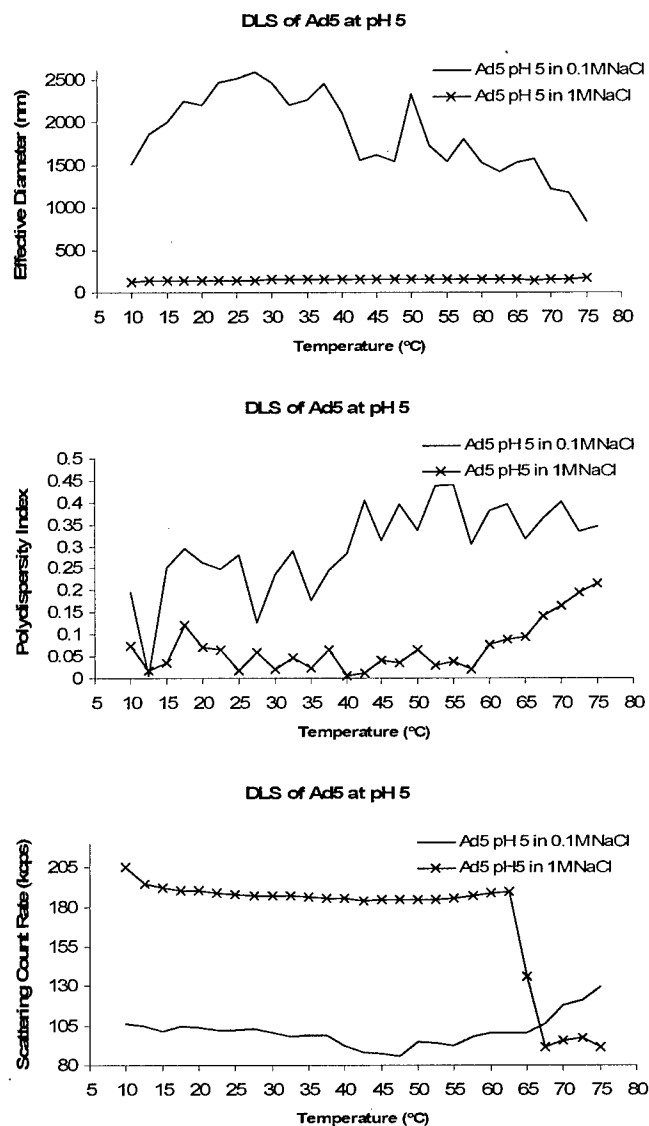 DLS of Ad5 at pH 5
Ad5 pH 5 in 0.1MNaCl
Ad5 pH 5 in 1MNaCl
Effective Diameter (nm)
2500
2000
1500
1000
500
0
5 10 15 20 25 30 35 40 45 50 55 60 65 70 75 80
Temperature (°C)
DLS of Ad5 at pH 5
Ad5 pH 5 in 0.1MNaCl
Ad5 pH5 in 1MNaCl
Polydispersity Index
0.5
0.45
0.4
0.35
0.3
0.25
0.2
0.15
0.1
0.05
0
5 10 15 20 25 30 35 40 45 50 55 60 65 70 75 80
Temperature (°C)
DLS of Ad5 at pH 5
Ad5 pH 5 in 0.1MNaCl
Ad5 pH5 in 1MNaCl
Scattering Count Rate (kcps)
205
180
155
130
105
80
5 10 15 20 25 30 35 40 45 50 55 60 65 70 75 80
Temperature (°C)